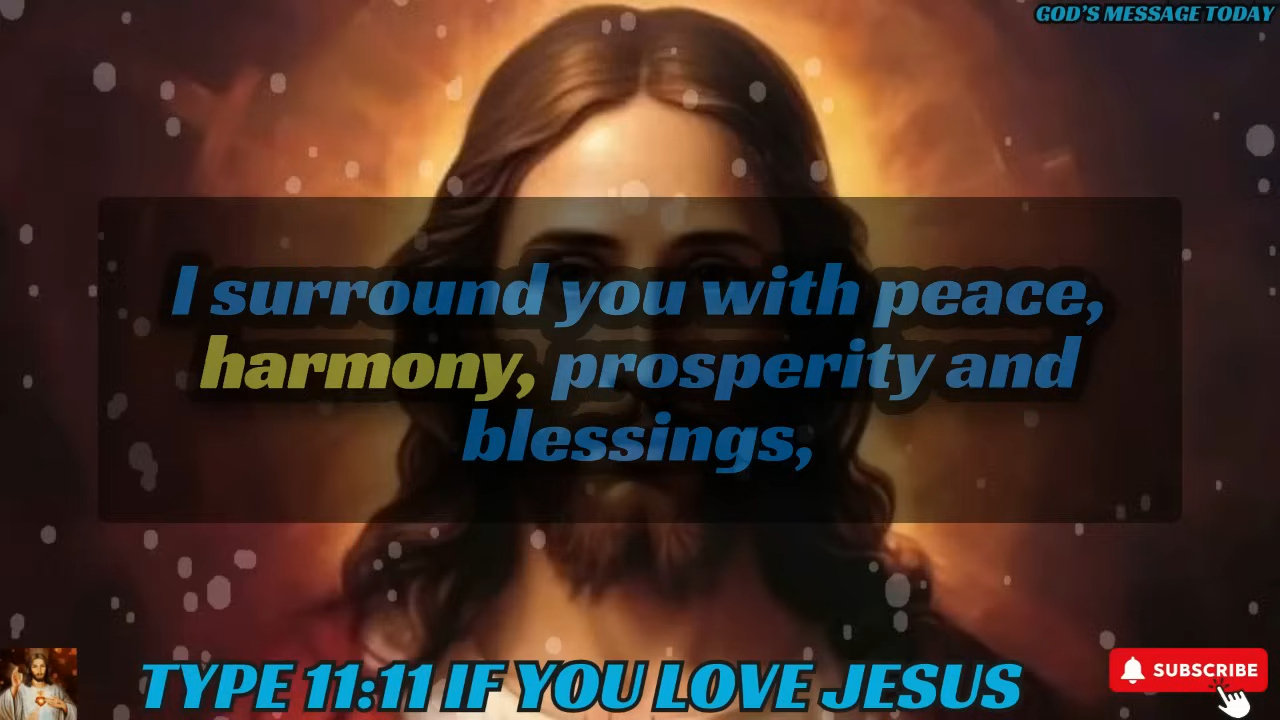 GOD'S MESSAGE TODAY
I surround you with peace,
harmony, prosperity and
blessings,
TYPE 11:11 IF YOU LOVE JESUS
SUBSCRIBE